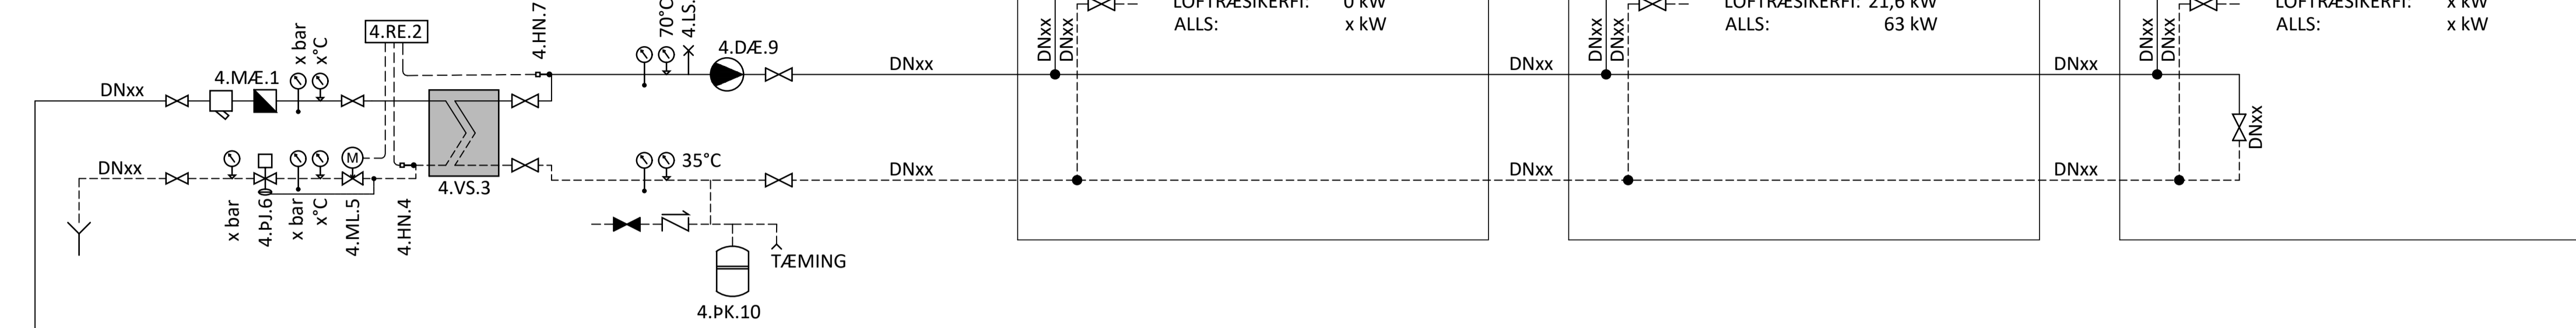 4.RE.2
x bar
x°C
4.MÆ.1
DNxx
4.HN.7
70°C
4.LS.
4.DÆ.9
DNxx
DNxx
DNxx
LOFTRÆSIKERFI: 0 kW
ALLS: x kW
DNxx
DNxx
DNxx
LOFTRÆSIKERFI: 21,6 kW
ALLS: 63 kW
DNxx
DNxx
DNxx
LOFTRÆSIKERFI: x kW
ALLS: x kW
DNxx
DNxx
M
4.VS.3
35°C
DNxx
DNxx
DNxx
x bar
4.ÞJ.6
x bar
x°C
4.ML.5
4.HN.4
TÆMING
4.ÞK.10